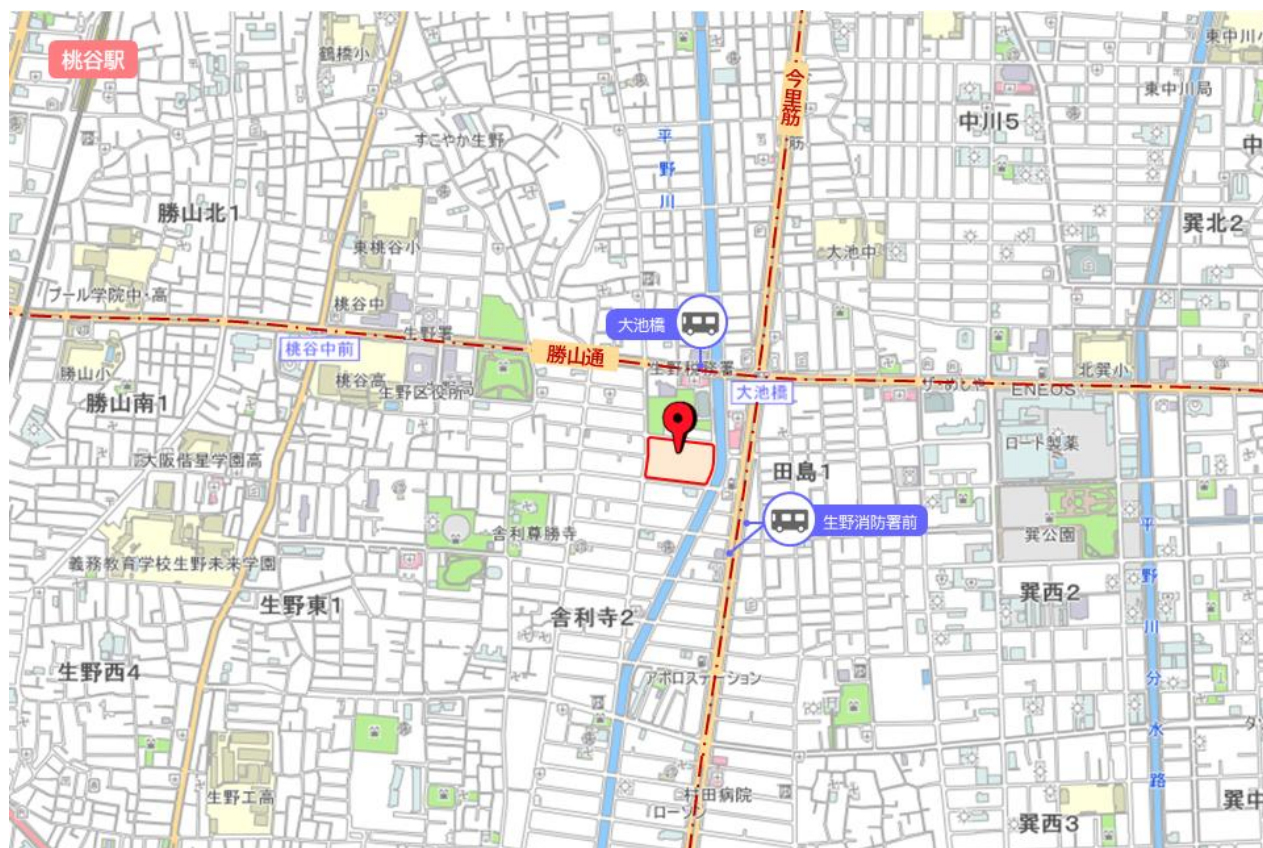 桃谷駅
鶴橋小
東中川小
今里筋
東中川局
中川5
すこやか生野
平野川
筋
中
勝山北1
巽北2
東桃谷小
大池中
プール学院中・高
桃谷中
大池橋
生野署
生野税務署
桃谷中前
勝山通
勝山小
桃谷高
生野区役所
大池橋
ザ・めしや
ENEOS
北巽小
勝山南1
ロート製薬
大阪偕星学園高
田島1
生野消防署前
舎利尊勝寺
巽公園
平野川分水路
義務教育学校生野未来学園
生野東1
舎利寺2
巽西2
生野西4
アポロステーション
生野工高
村田病院
ローソン
巽中
巽西3